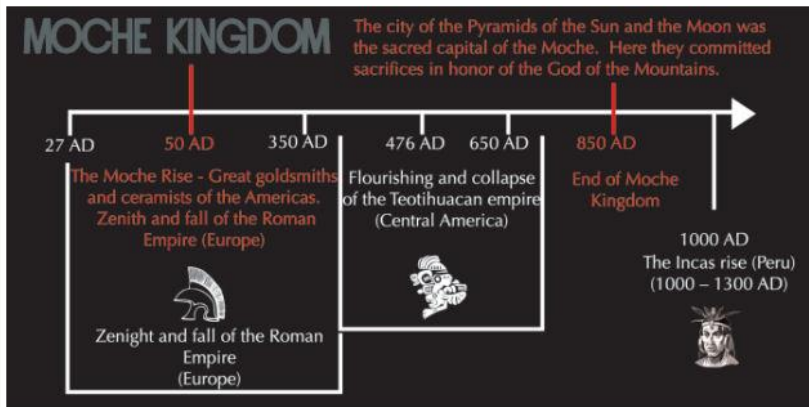 MOCHE KINGDOM
The city of the Pyramids of the Sun and the Moon was
the sacred capital of the Moche. Here they committed
sacrifices in honor of the God of the Mountains.
27 AD
50 AD
350 AD
476 AD
650 AD
850 AD
The Moche Rise - Great goldsmiths
and ceramists of the Americas.
Zenith and fall of the Roman
Empire (Europe)
Flourishing and collapse
of the Teotihuacan empire
(Central America)
End of Moche
Kingdom
1000 AD
The Incas rise (Peru)
(1000 – 1300 AD)
Zenight and fall of the Roman
Empire
(Europe)